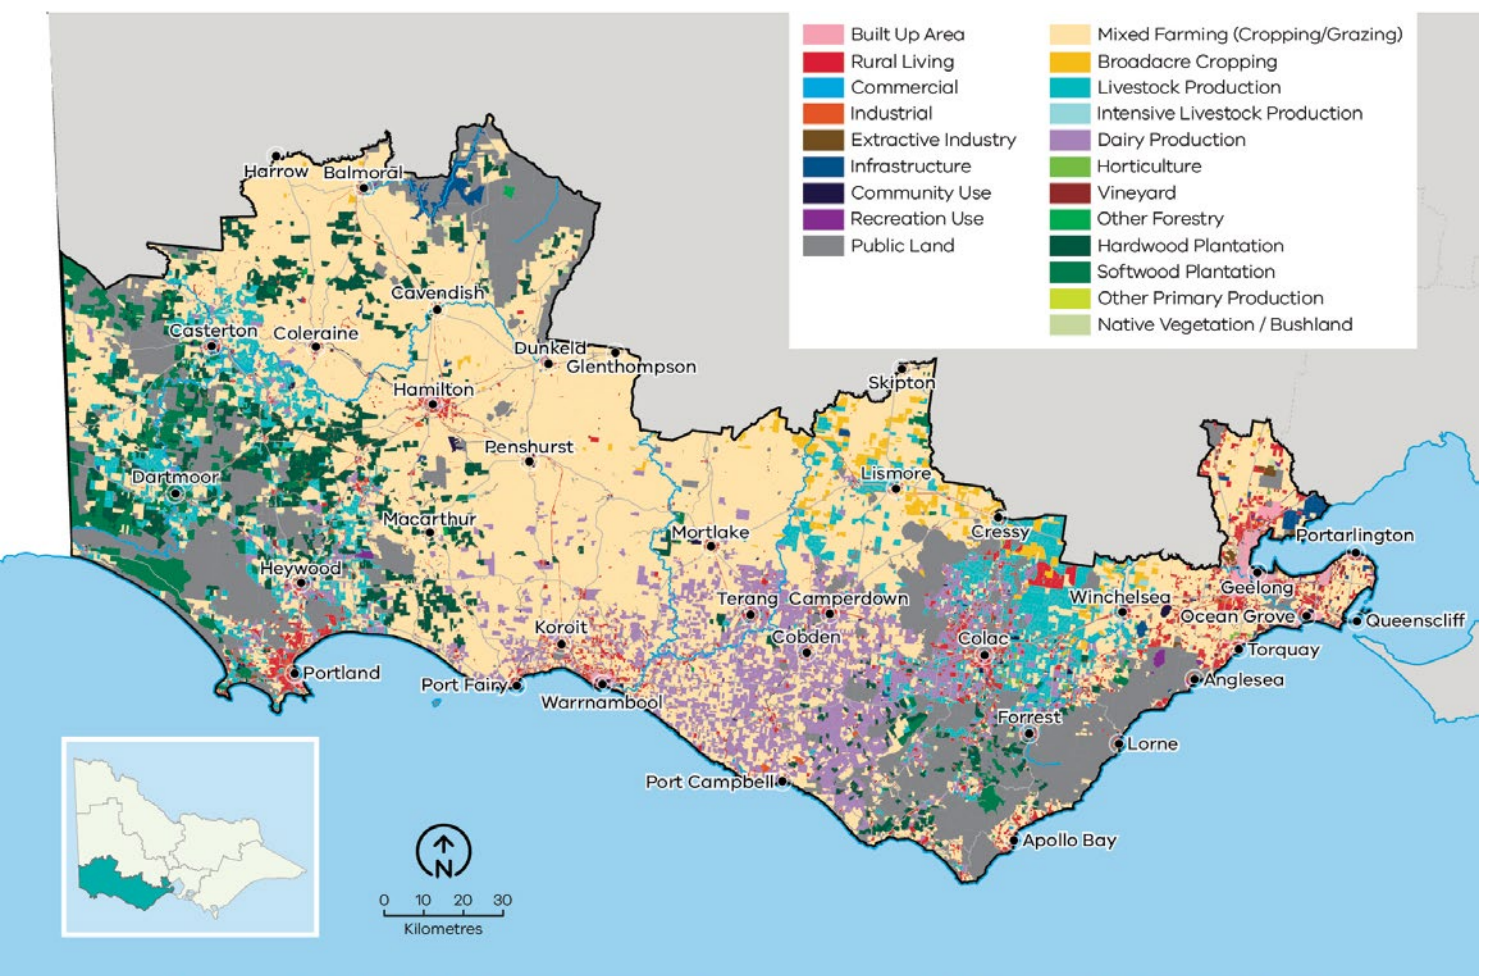 Built Up Area
Rural Living
Commercial
Industrial
Extractive Industry
Infrastructure
Community Use
Recreation Use
Public Land
Mixed Farming (Cropping/Grazing)
Broadacre Cropping
Livestock Production
Intensive Livestock Production
Dairy Production
Horticulture
Vineyard
Other Forestry
Hardwood Plantation
Softwood Plantation
Other Primary Production
Native Vegetation / Bushland
Harrow
Balmoral
Cavendish
Casterton
Coleraine
Dunkeld
Glenthompson
Skipton
Hamilton
Penshurst
Lismore
Dartmoor
Macarthur
Mortlake
Cressy
Portarlington
Heywood
Geelong
Terang
Camperdown
Winchelsea
Ocean Grove
Queenscliff
Koroit
Cobden
Colac
Torquay
Portland
Port Fairy
Warrnambool
Anglesea
Forrest
Lorne
Port Campbell
Apollo Bay
N
0 10 20 30
Kilometres